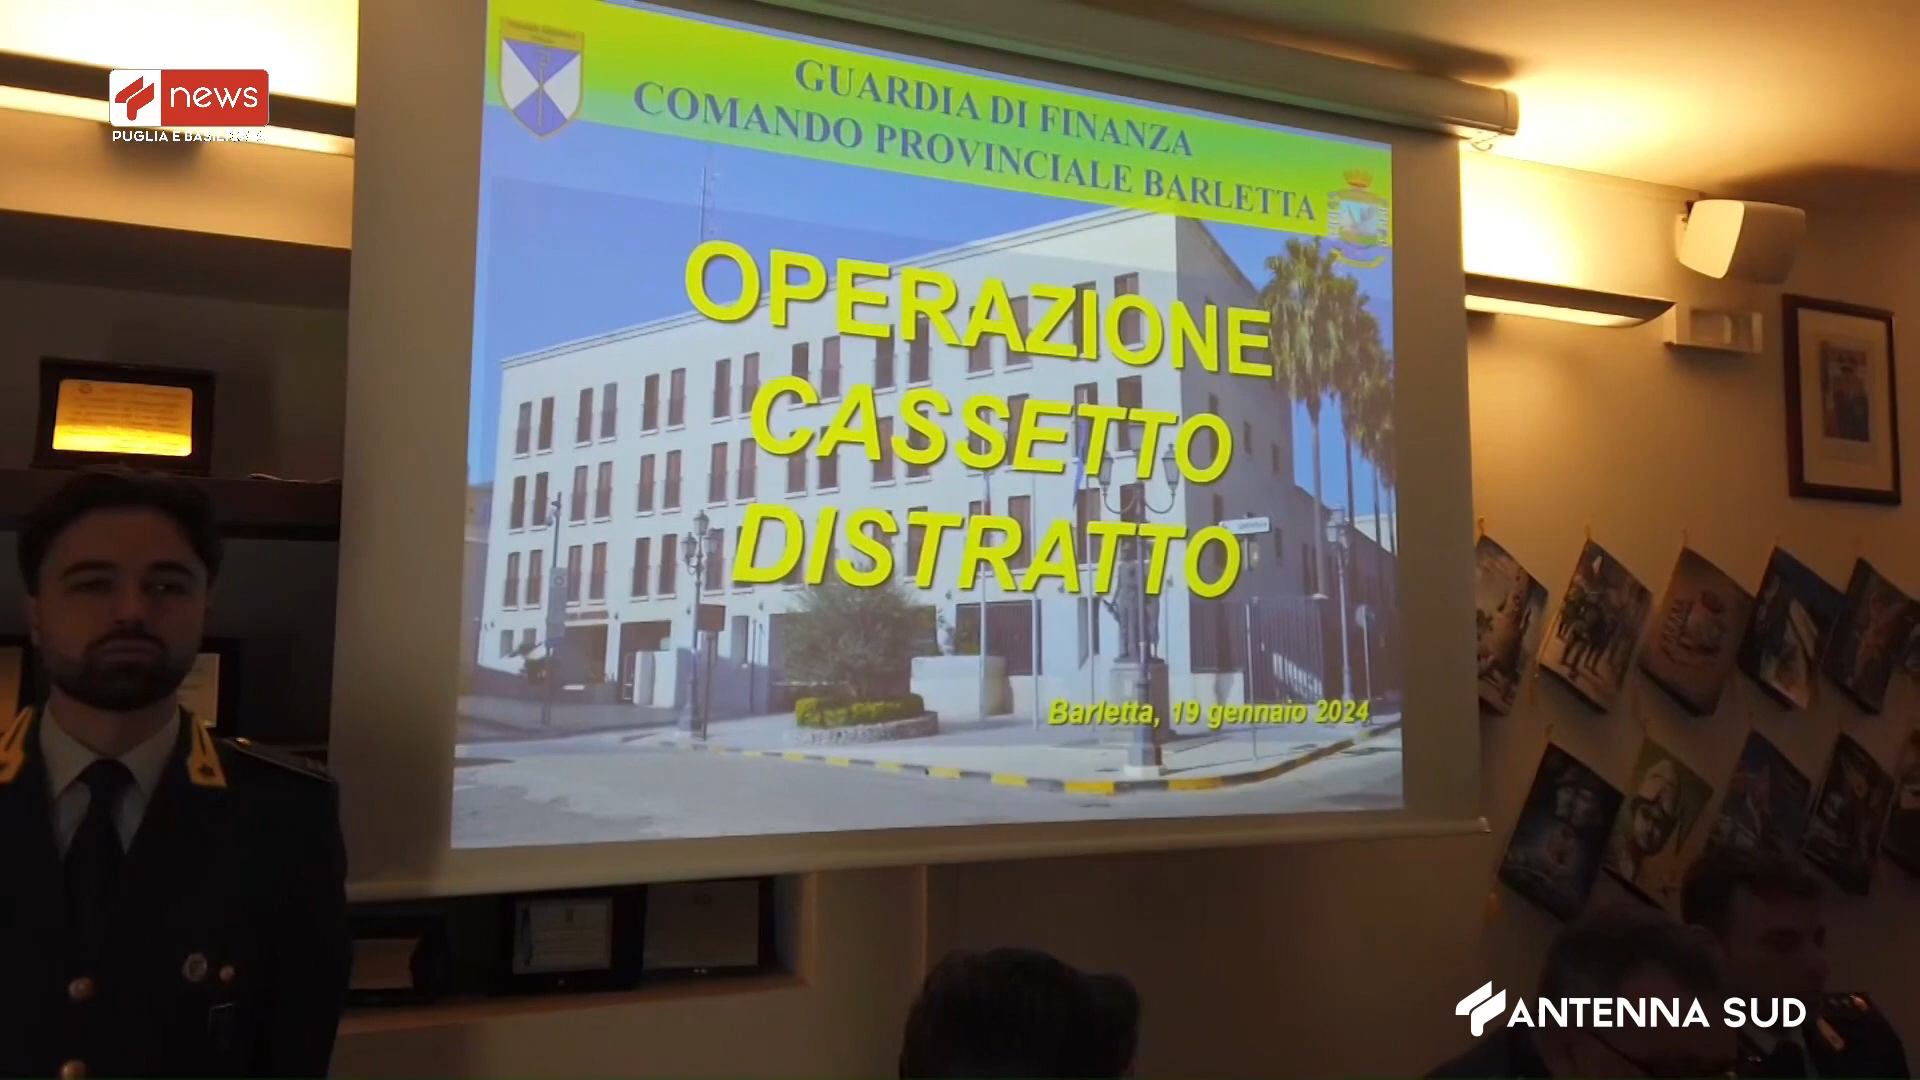 news
PUGLIA E BASILICATA
GUARDIA DI FINANZA
COMANDO PROVINCIALE BARLETTA
OPERAZIONE
CASSETTO
DISTRATTO
Barletta, 19 gennaio 2024
ANTENNA SUD